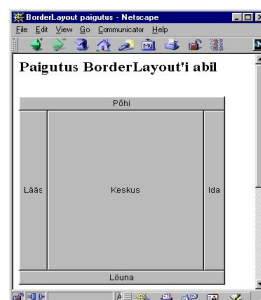 BorderLayout paigutus - Netscape
File Edit View Go Communicator Help
Paigutus BorderLayout'i abil
Põhi
Lääs
Keskus
Ida
Lõuna